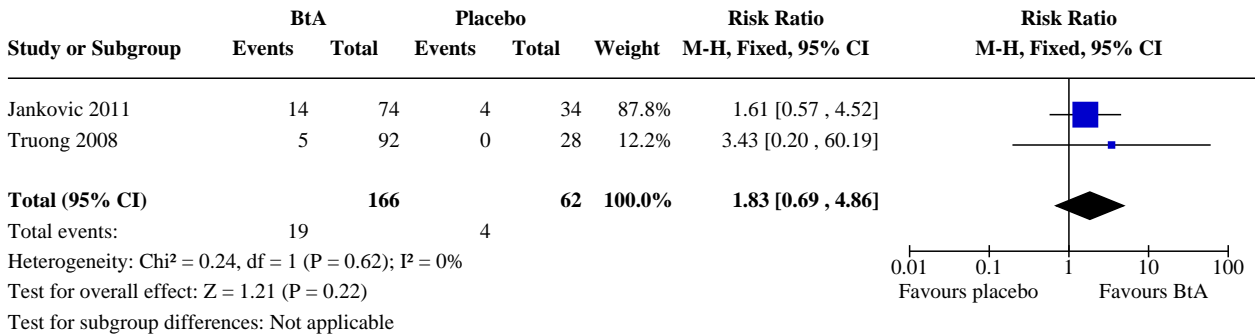 BtA Placebo Risk Ratio Risk Ratio
Study or Subgroup Events Total Events Total Weight M-H, Fixed, 95% CI M-H, Fixed, 95% CI
Jankovic 2011 14 74 4 34 87.8% 1.61 [0.57 , 4.52]
Truong 2008 5 92 0 28 12.2% 3.43 [0.20 , 60.19]
Total (95% CI) 166 62 100.0% 1.83 [0.69 , 4.86]
Total events: 19 4
Heterogeneity: Chi² = 0.24, df = 1 (P = 0.62); I² = 0%
0.01 0.1 1 10 100
Test for overall effect: Z = 1.21 (P = 0.22)
Favours placebo Favours BtA
Test for subgroup differences: Not applicable